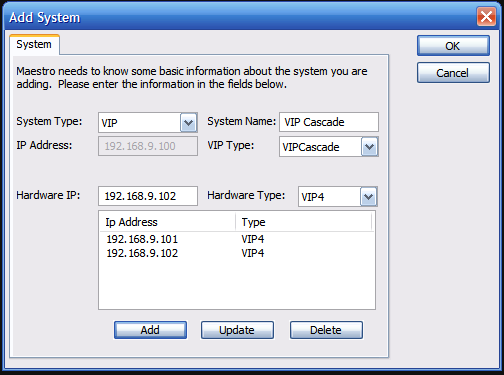 Add System
System
OK
Cancel
Maestro needs to know some basic information about the system you are
adding. Please enter the information in the fields below.
System Type: VIP System Name: VIP Cascade
IP Address: 192.168.9.100 VIP Type: VIPCascade
Hardware IP: 192.168.9.102 Hardware Type: VIP4
Ip Address Type
192.168.9.101 VIP4
192.168.9.102 VIP4
Add Update Delete